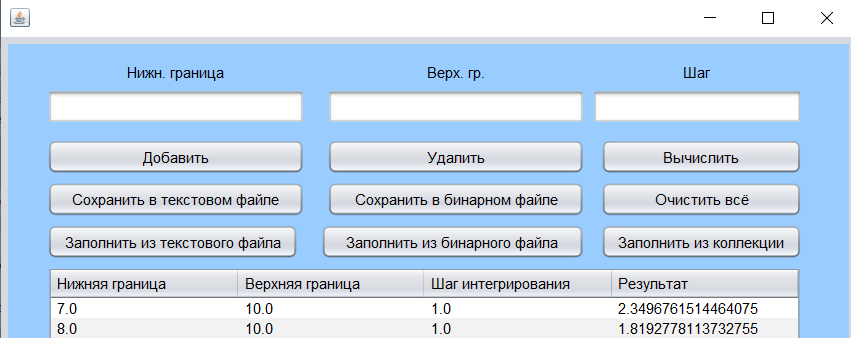 Нижн. граница Верх. гр. Шаг
Добавить Удалить Вычислить
Сохранить в текстовом файле Сохранить в бинарном файле Очистить всё
Заполнить из текстового файла Заполнить из бинарного файла Заполнить из коллекции
Нижняя граница Верхняя граница Шаг интегрирования Результат
7.0 10.0 1.0 2.3496761514464075
8.0 10.0 1.0 1.8192778113732755